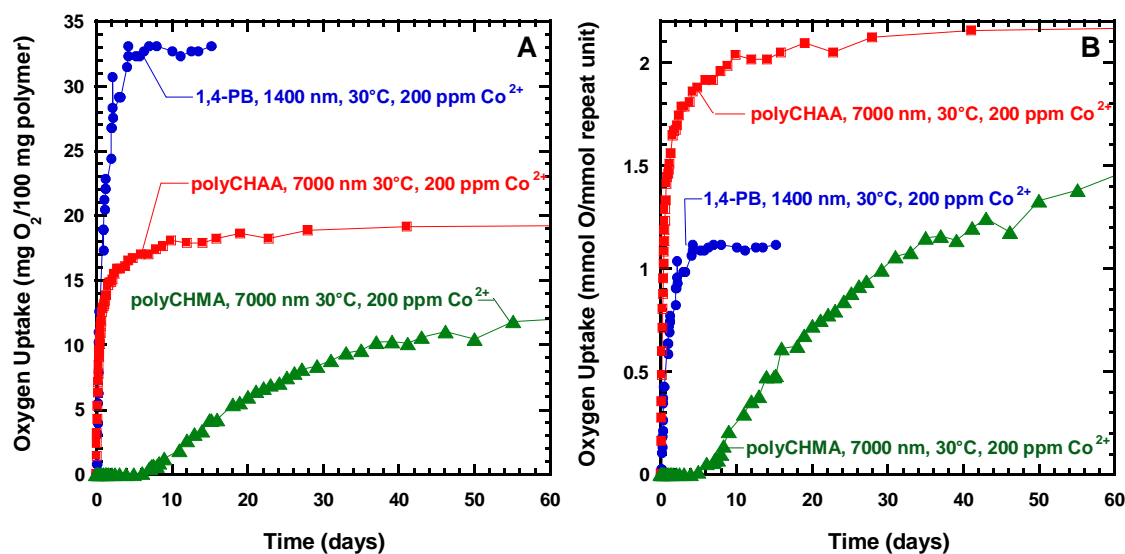 A
Oxygen Uptake (mg O2/100 mg polymer)
35
30
25
20
15
10
5
0
1,4-PB, 1400 nm, 30°C, 200 ppm Co2+
polyCHAA, 7000 nm 30°C, 200 ppm Co2+
polyCHMA, 7000 nm 30°C, 200 ppm Co2+
0 10 20 30 40 50 60
Time (days)
B
Oxygen Uptake (mmol O/mmol repeat unit)
2
1.5
1
0.5
0
polyCHAA, 7000 nm, 30°C, 200 ppm Co2+
1,4-PB, 1400 nm, 30°C, 200 ppm Co2+
polyCHMA, 7000 nm, 30°C, 200 ppm Co2+
0 10 20 30 40 50 60
Time (days)